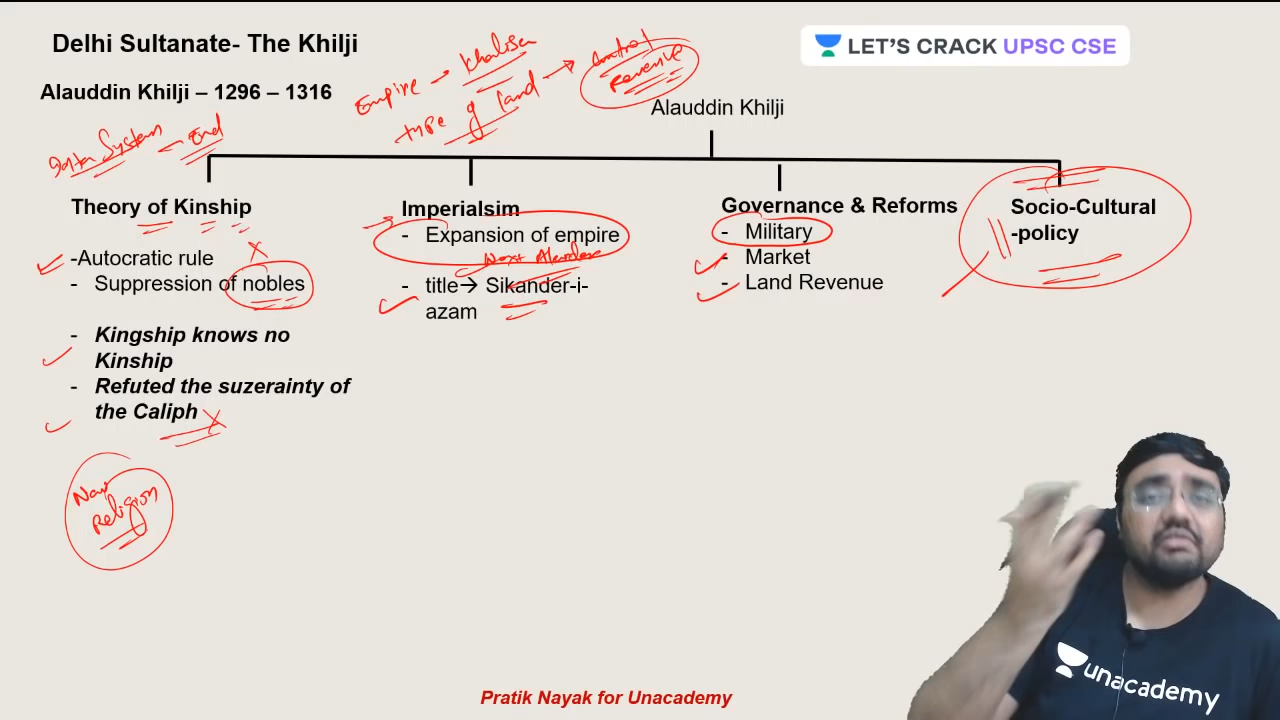 Delhi Sultanate- The Khilji
LET'S CRACK UPSC CSE
Alauddin Khilji – 1296 – 1316
Empire → Khalisa
type of land → control
Revenue
Alauddin Khilji
System ← End
Theory of Kinship
-Autocratic rule
- Suppression of nobles
- Kingship knows no
Kinship
- Refuted the suzerainty of
the Caliph
New
Religion
Imperialsim
- Expansion of empire
Next
- title→ Sikander-i-
azam
Governance & Reforms
- Military
- Market
- Land Revenue
Socio-Cultural
-policy
unacademy
Pratik Nayak for Unacademy